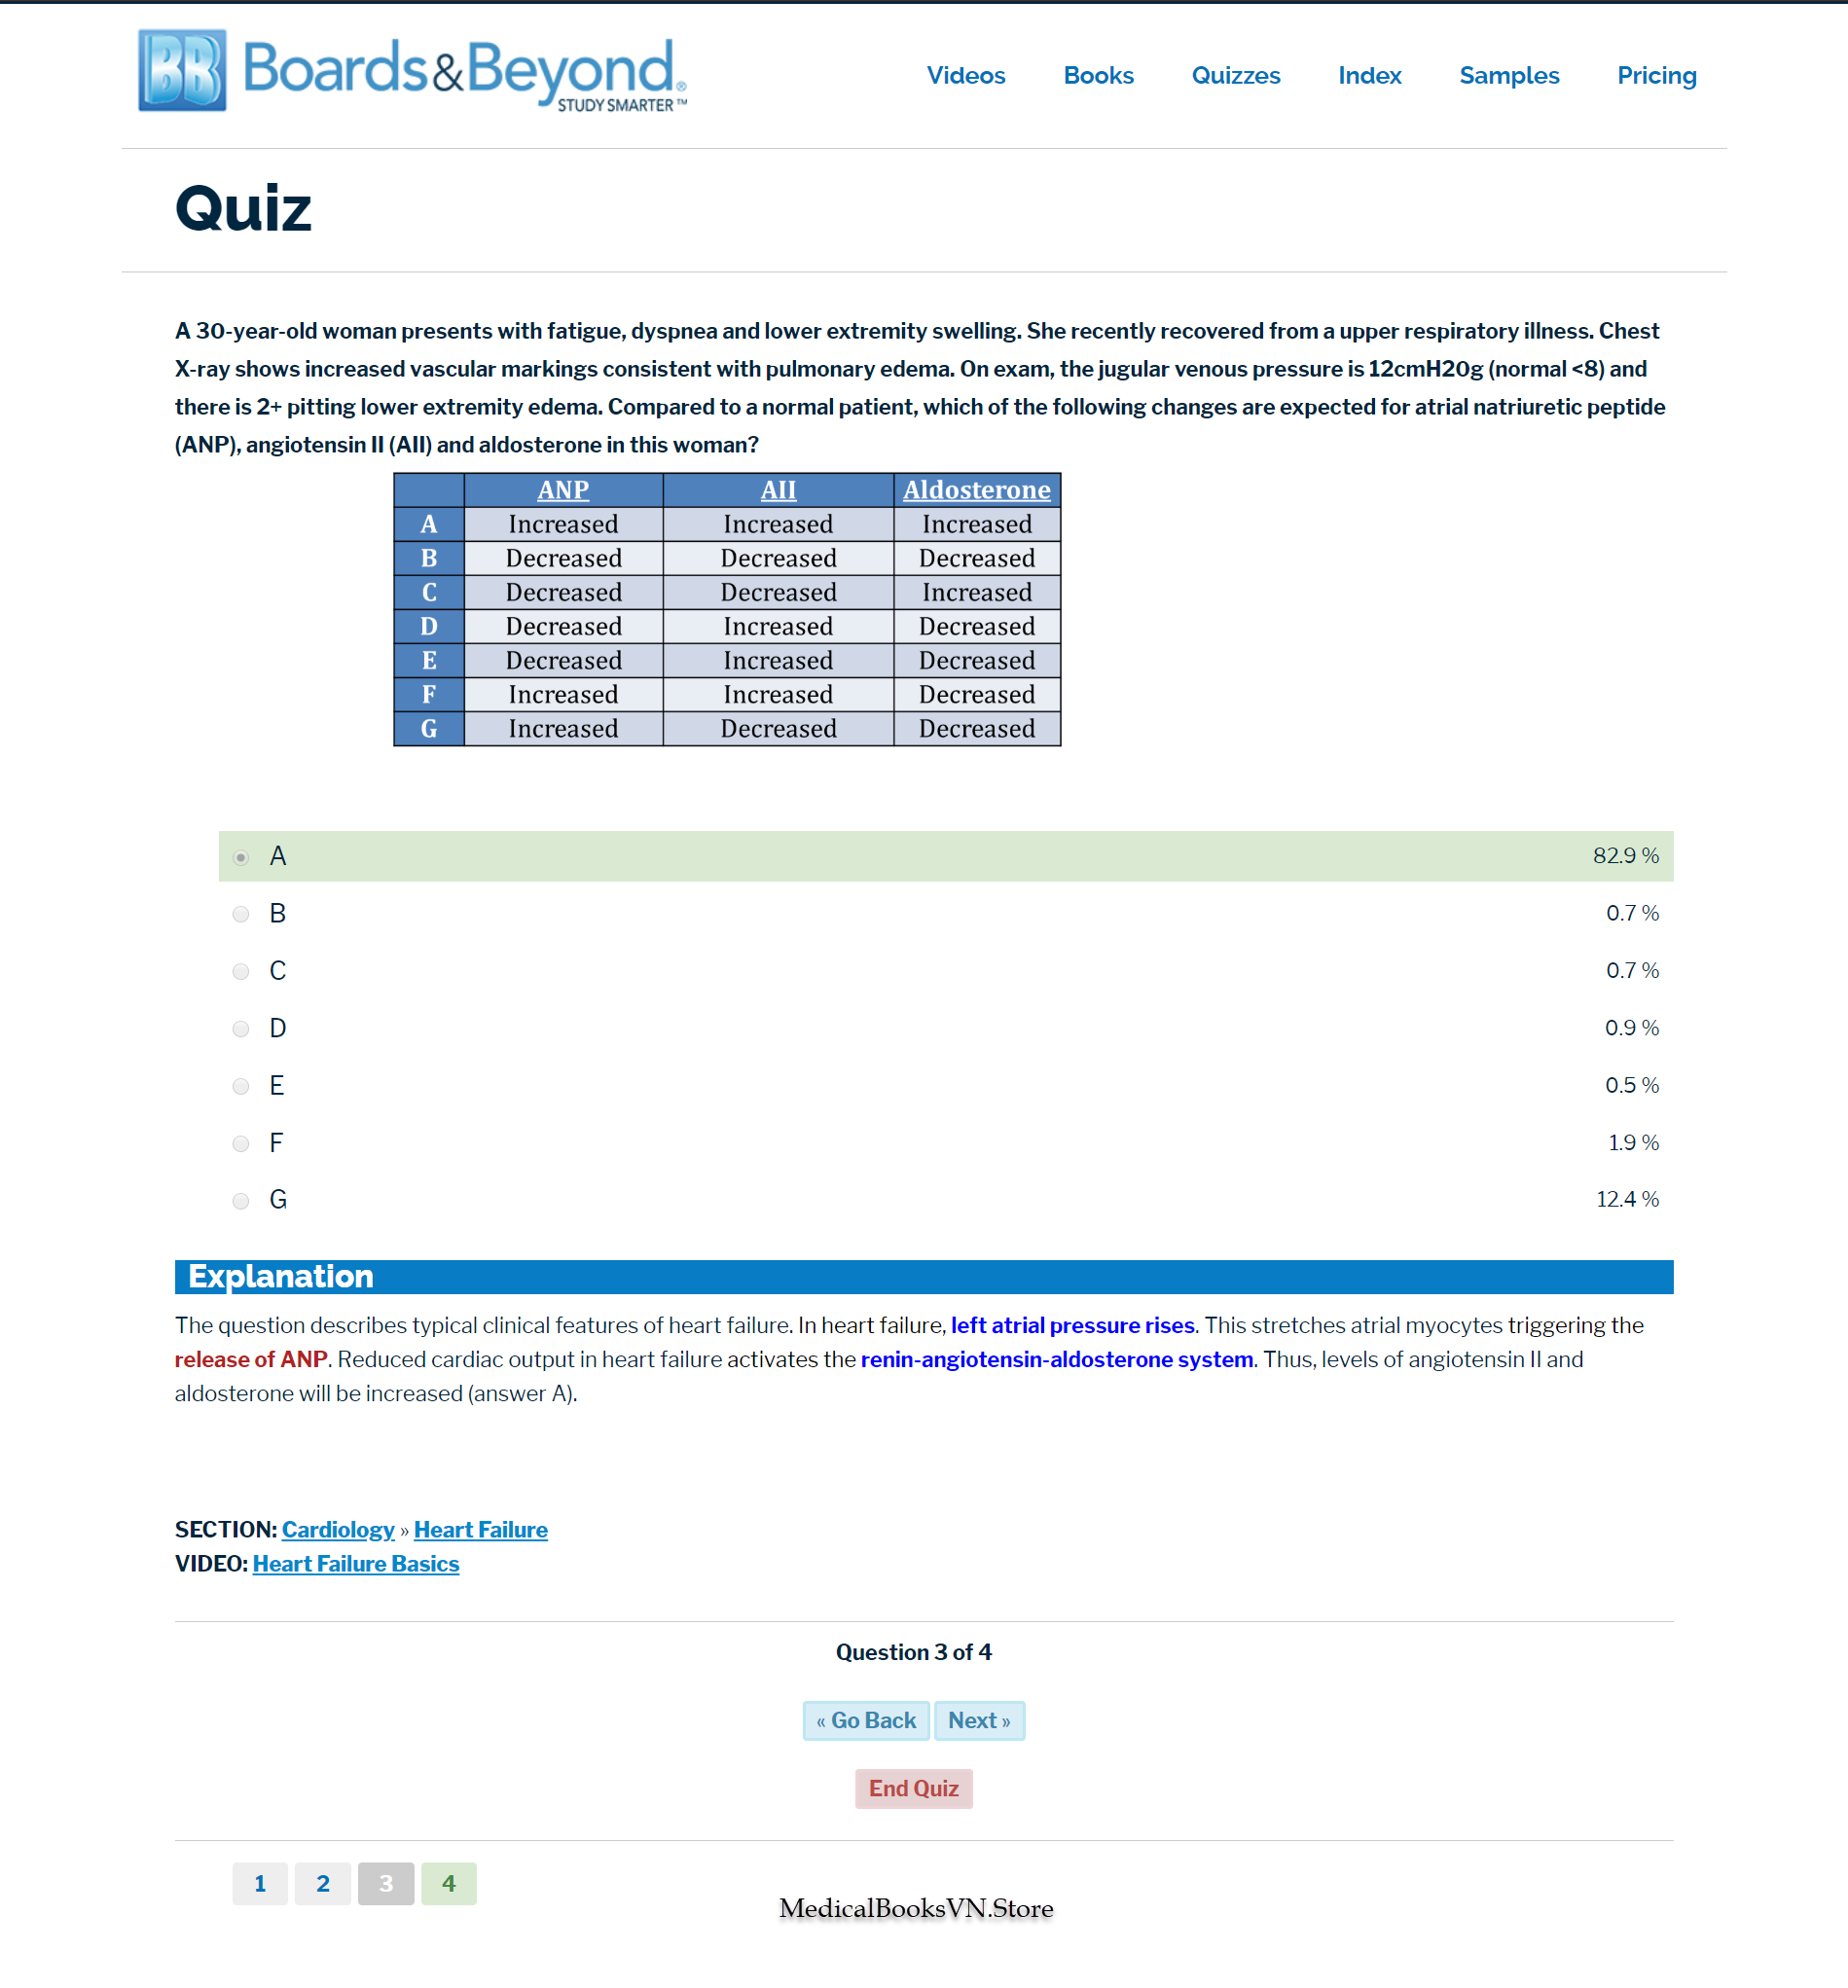 BB Boards&Beyond®
STUDY SMARTER™
Videos Books Quizzes Index Samples Pricing
Quiz
A 30-year-old woman presents with fatigue, dyspnea and lower extremity swelling. She recently recovered from a upper respiratory illness. Chest
X-ray shows increased vascular markings consistent with pulmonary edema. On exam, the jugular venous pressure is 12cmH20g (normal <8) and
there is 2+ pitting lower extremity edema. Compared to a normal patient, which of the following changes are expected for atrial natriuretic peptide
(ANP), angiotensin II (AII) and aldosterone in this woman?
ANP AII Aldosterone
A Increased Increased Increased
B Decreased Decreased Decreased
C Decreased Decreased Increased
D Decreased Increased Decreased
E Decreased Increased Decreased
F Increased Increased Decreased
G Increased Decreased Decreased
A 82.9 %
B 0.7 %
C 0.7 %
D 0.9 %
E 0.5 %
F 1.9 %
G 12.4 %
Explanation
The question describes typical clinical features of heart failure. In heart failure, left atrial pressure rises. This stretches atrial myocytes triggering the
release of ANP. Reduced cardiac output in heart failure activates the renin-angiotensin-aldosterone system. Thus, levels of angiotensin II and
aldosterone will be increased (answer A).
SECTION: Cardiology » Heart Failure
VIDEO: Heart Failure Basics
Question 3 of 4
« Go Back Next »
End Quiz
1 2 3 4
MedicalBooksVN.Store